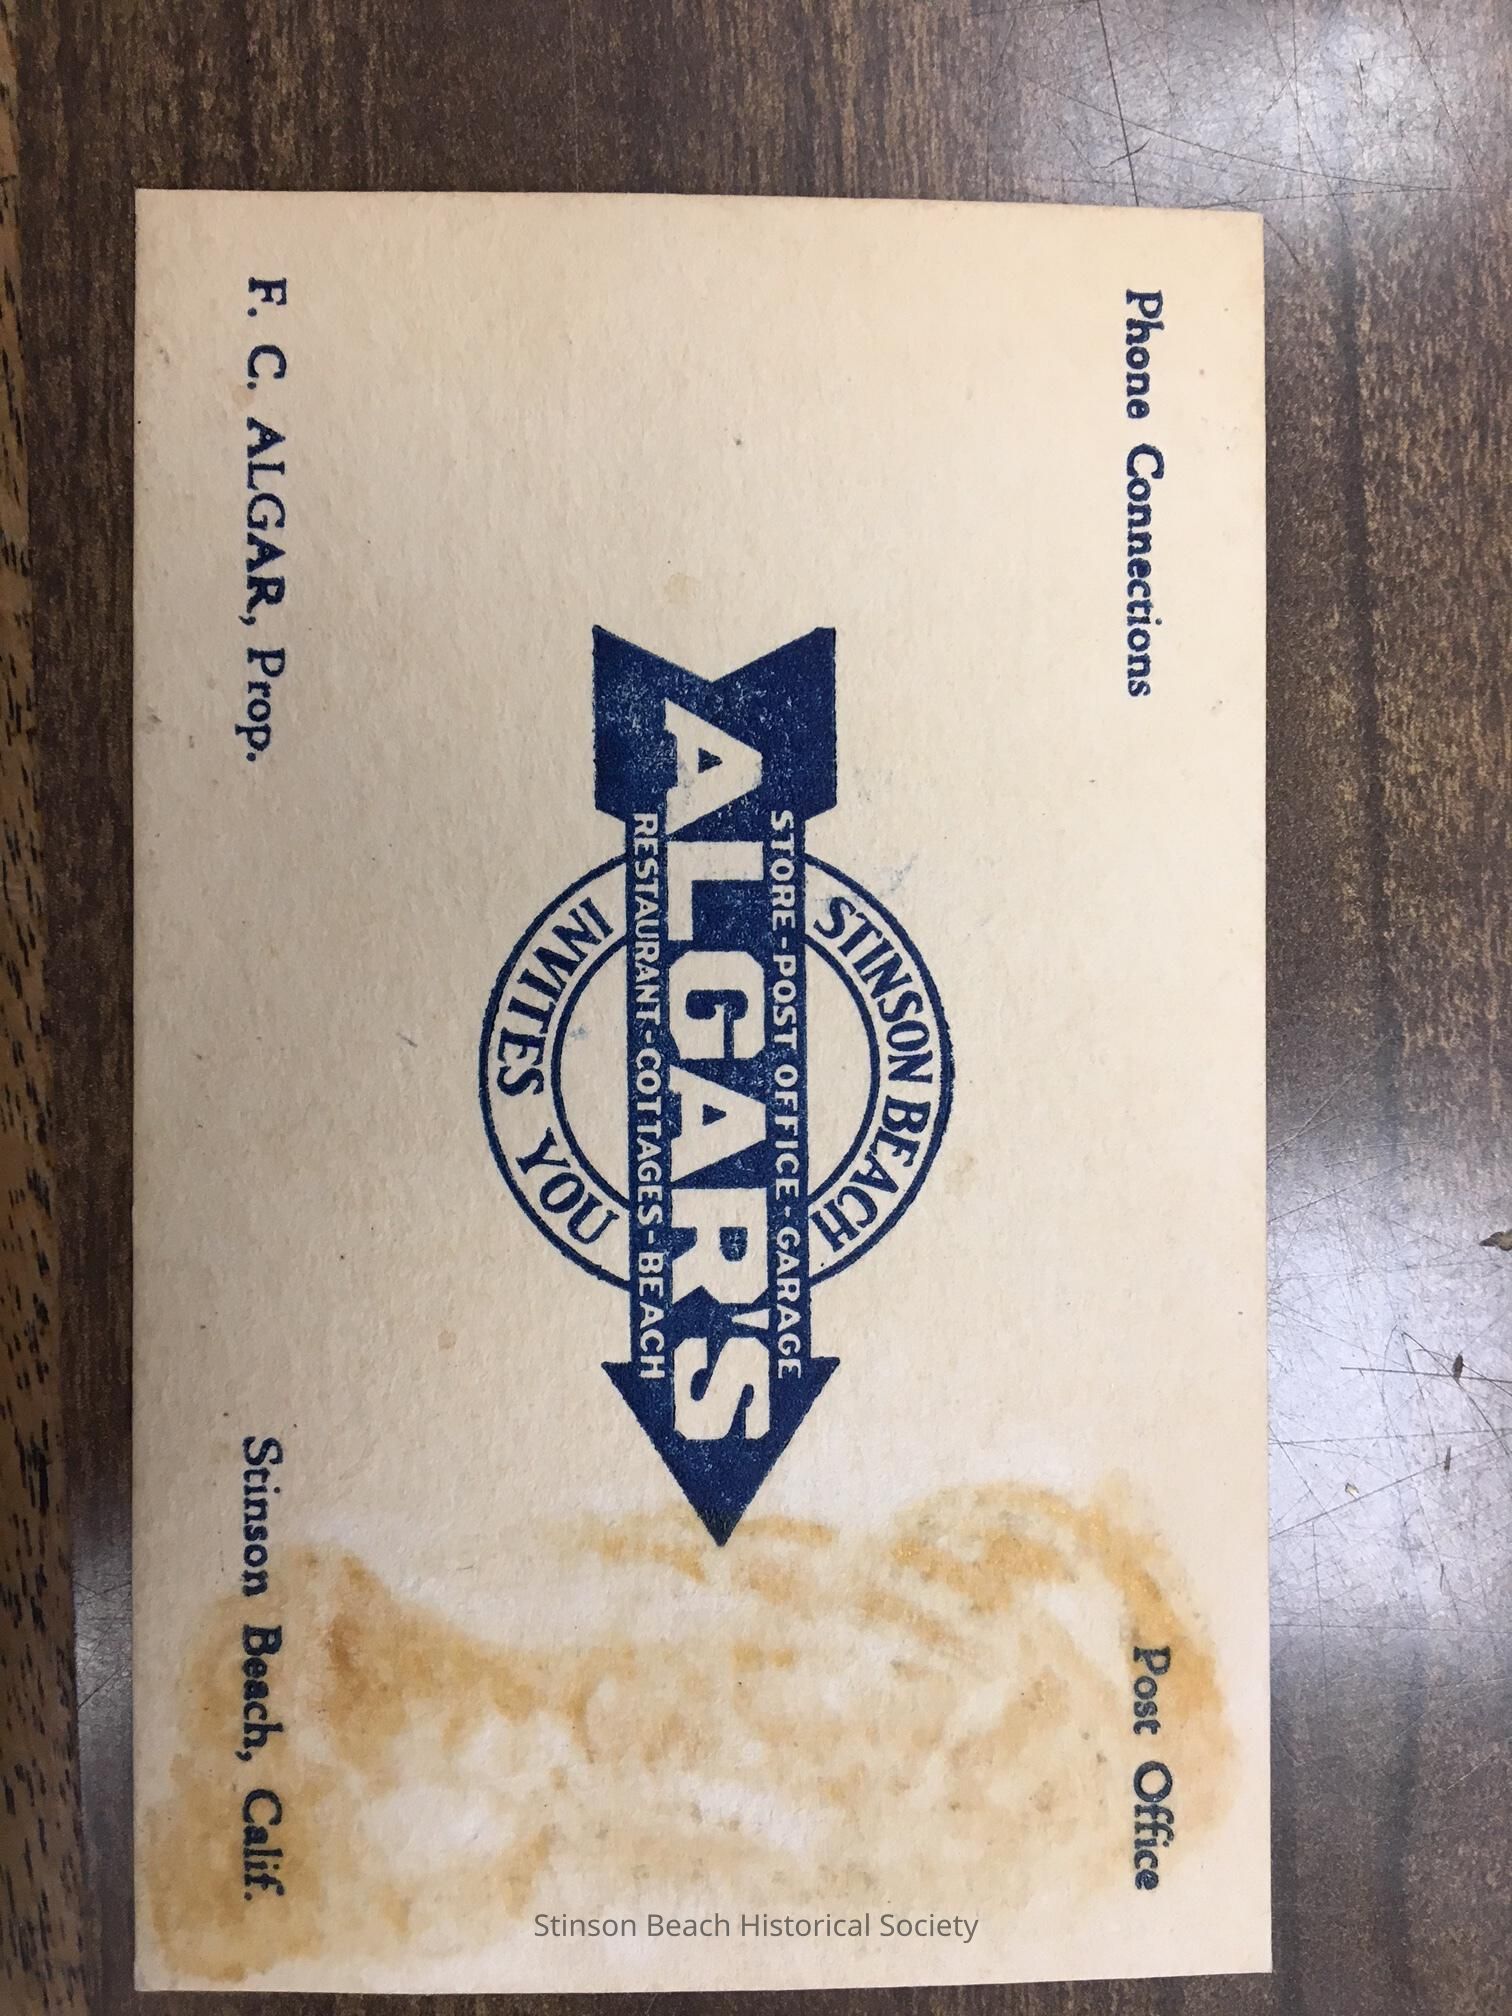 Phone Connections
Post Office
STINSON BEACH
STORE-POST OFFICE-GARAGE
ALGAR'S
RESTAURANT-COTTAGES-BEACH
INVITES YOU
F. C. ALGAR, Prop.
Stinson Beach, Calif.
Stinson Beach Historical Society